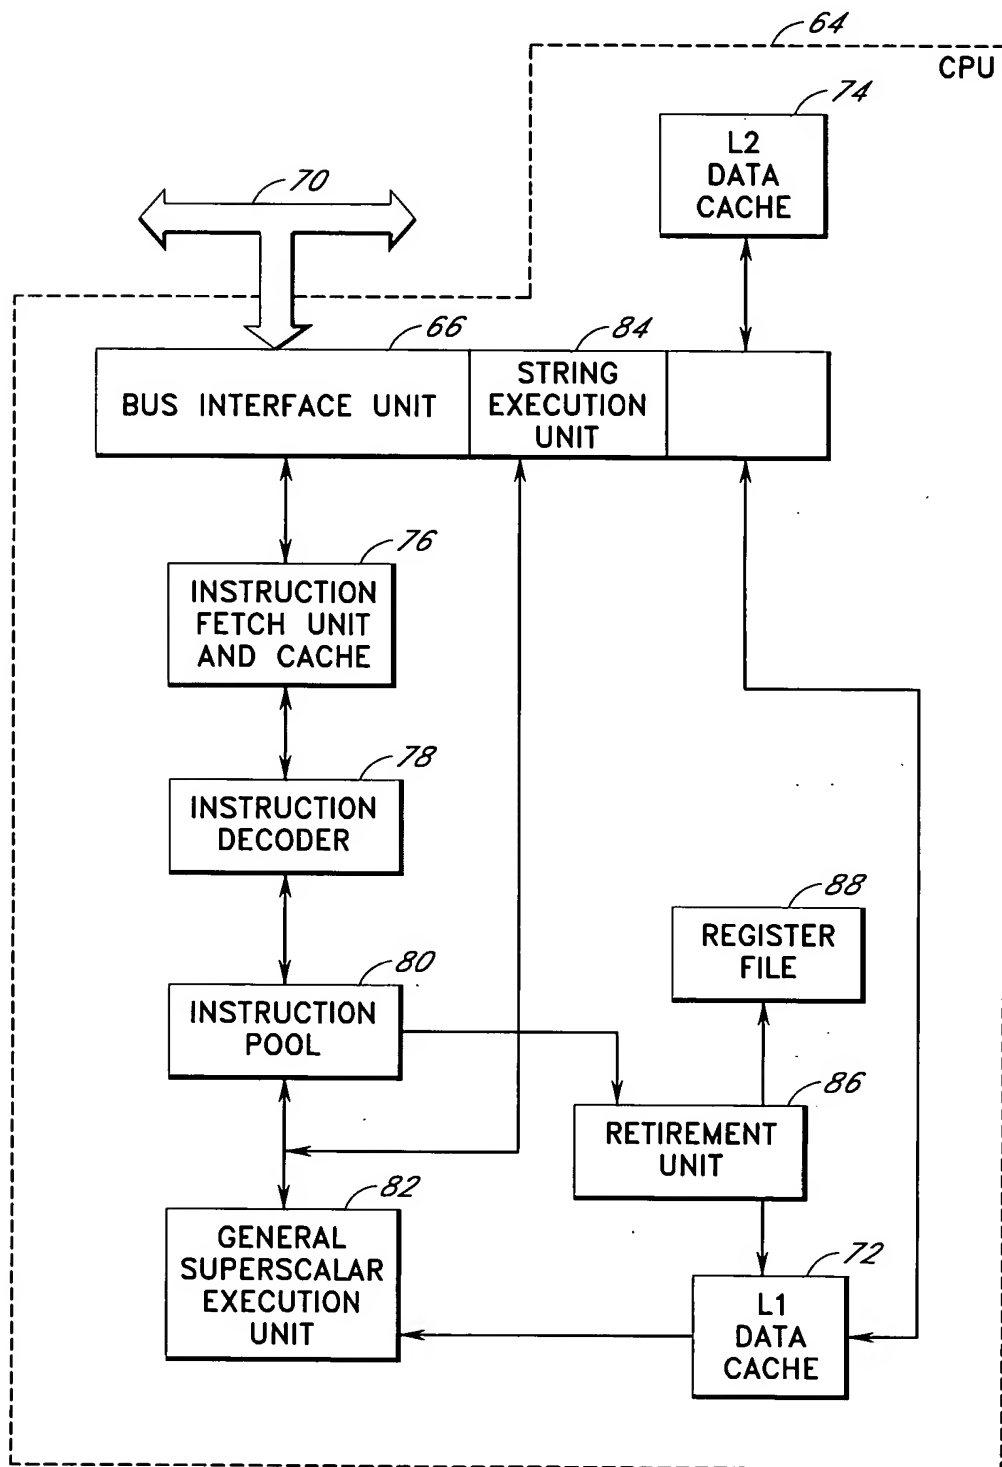 64
CPU
74
L2
DATA
CACHE
70
66
84
BUS INTERFACE UNIT
STRING
EXECUTION
UNIT
76
INSTRUCTION
FETCH UNIT
AND CACHE
78
INSTRUCTION
DECODER
88
REGISTER
FILE
80
INSTRUCTION
POOL
86
RETIREMENT
UNIT
82
GENERAL
SUPERSCALAR
EXECUTION
UNIT
72
L1
DATA
CACHE